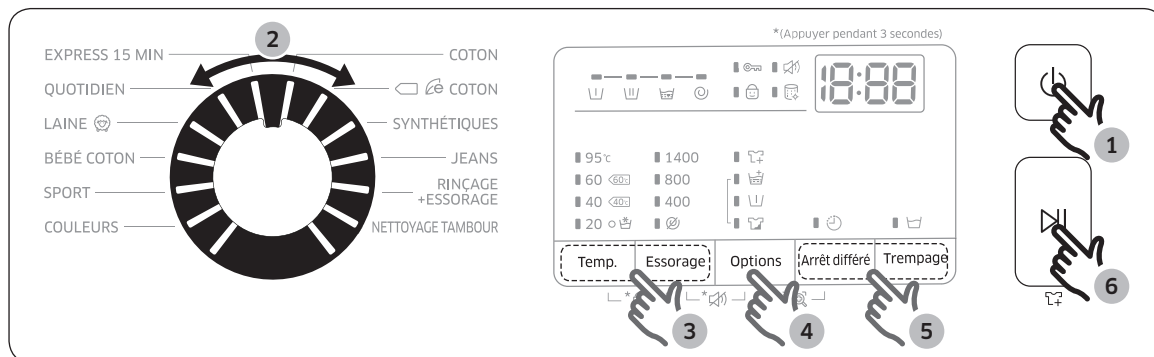 2
EXPRESS 15 MIN
QUOTIDIEN
LAINE
BÉBÉ COTON
SPORT
COULEURS
COTON
COTON
SYNTHÉTIQUES
JEANS
RINÇAGE
+ESSORAGE
NETTOYAGE TAMBOUR
*(Appuyer pendant 3 secondes)
18:88
95℃ 1400
60 60℃ 800
40 40℃ 400
20
Temp. Essorage Options Arrêt différé Trempage
* *
3 4 5
1
6